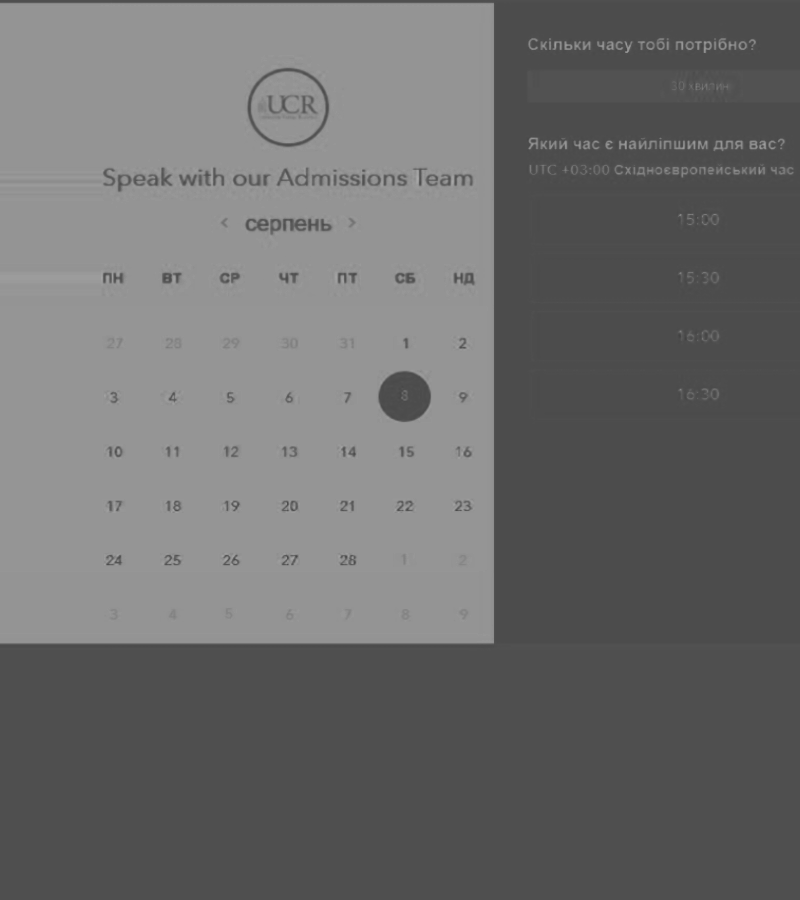 UCR
Speak with our Admissions Team
< серпень >
ПН ВТ СР ЧТ ПТ СБ НД
27 28 29 30 31 1 2
3 4 5 6 7 8 9
10 11 12 13 14 15 16
17 18 19 20 21 22 23
24 25 26 27 28 1 2
3 4 5 6 7 8 9
Скільки часу тобі потрібно?
30 хвилин
Який час є найліпшим для вас?
UTC +03:00 Східноєвропейський час
15:00
15:30
16:00
16:30